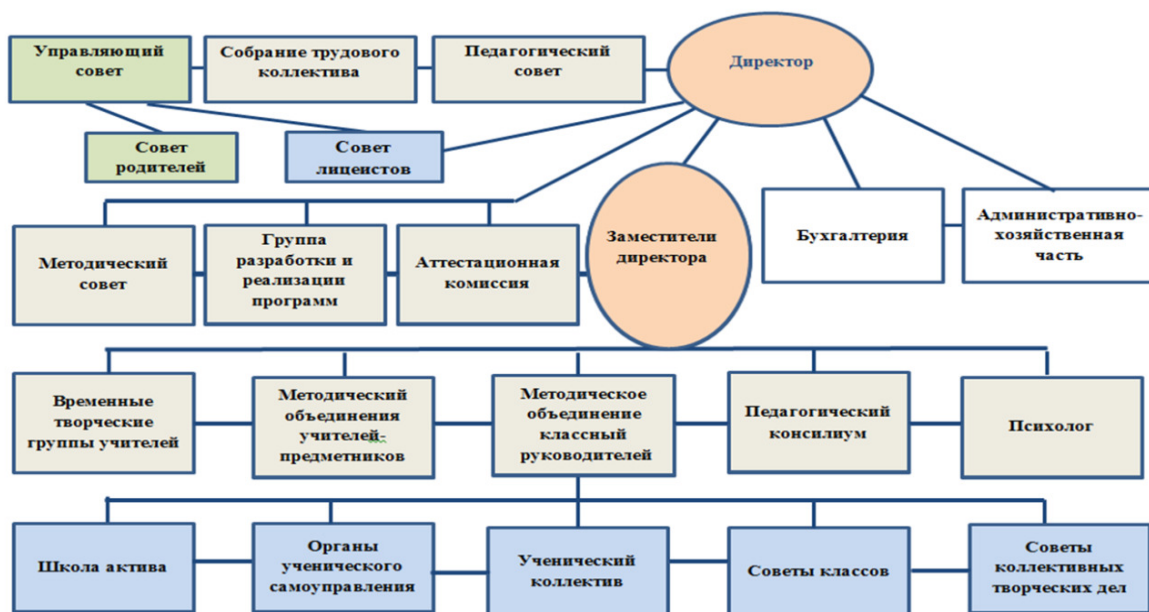 Управляющий
совет
Собрание трудового
коллектива
Педагогический
совет
Директор
Совет
родителей
Совет
лицеистов
Методический
совет
Группа
разработки и
реализации
программ
Аттестационная
комиссия
Заместители
директора
Бухгалтерия
Административно-
хозяйственная
часть
Временные
творческие
группы учителей
Методический
объединения
учителей-
предметников
Методическое
объединение
классный
руководителей
Педагогический
консилиум
Психолог
Школа актива
Органы
ученического
самоуправления
Ученический
коллектив
Советы классов
Советы
коллективных
творческих дел